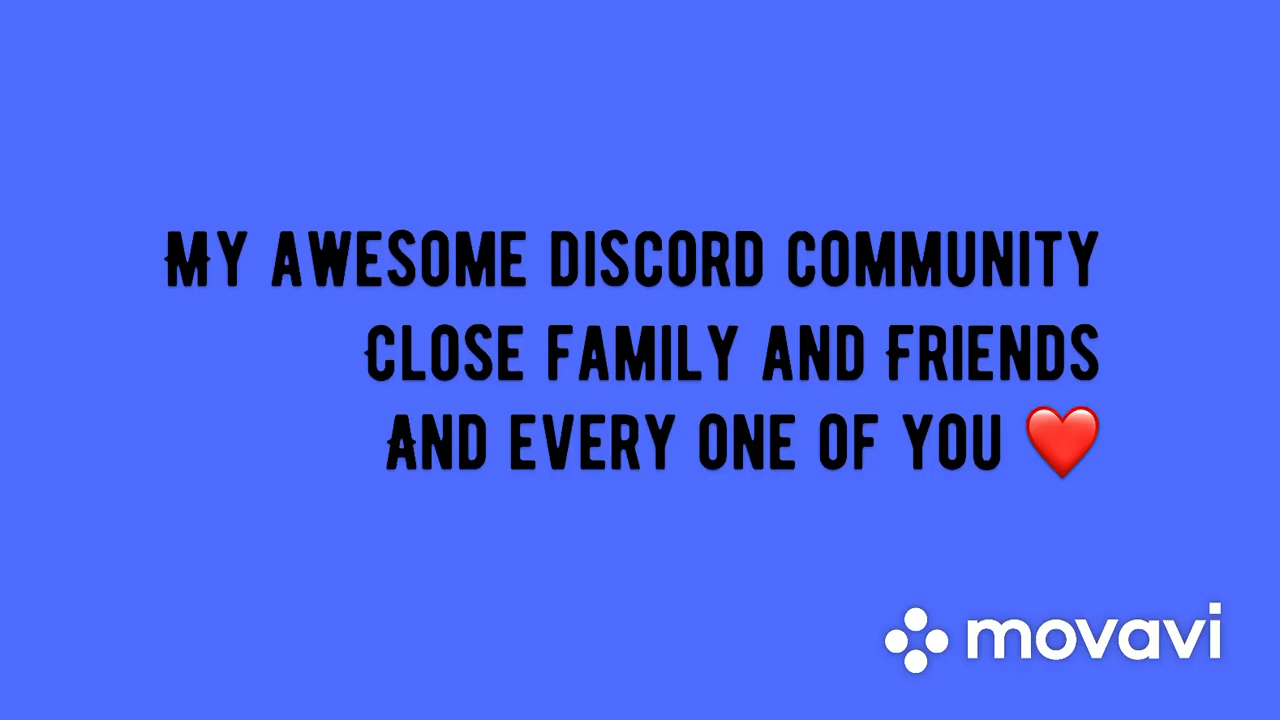 My awesome discord community
Close family and Friends
And every one of you ❤️
movavi